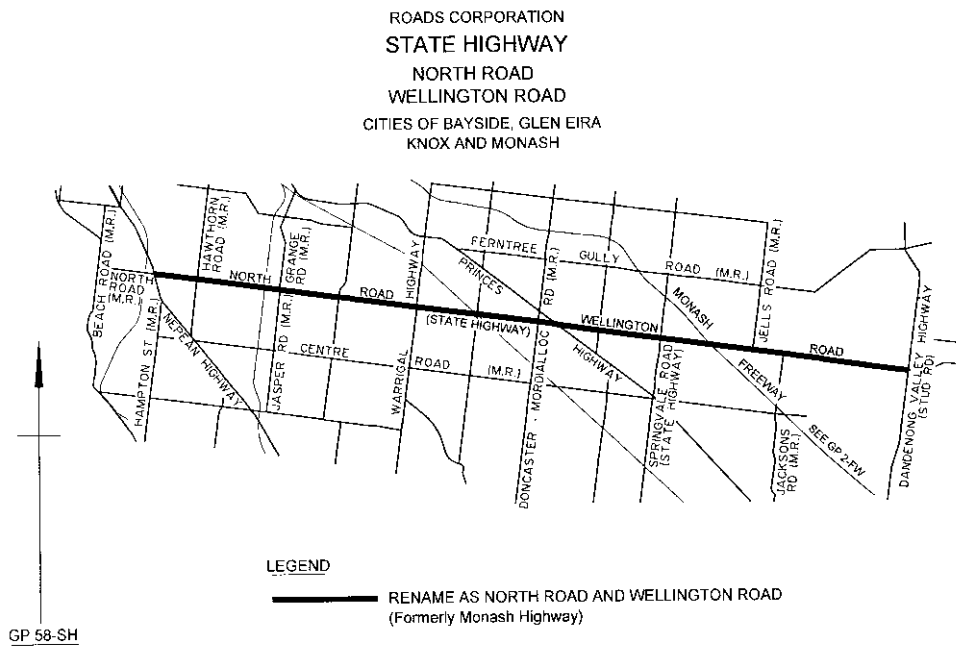 ROADS CORPORATION
STATE HIGHWAY
NORTH ROAD
WELLINGTON ROAD
CITIES OF BAYSIDE, GLEN EIRA
KNOX AND MONASH
BEACH ROAD (M.R.)
NORTH
ROAD
(M.R.)
HAMPTON ST (M.R.)
NEPEAN HIGHWAY
HAWTHORN
ROAD (M.R.)
NORTH
GRANGE
RD (M.R.)
JASPER RD (M.R.)
ROAD
CENTRE
ROAD
(M.R.)
WARRIGAL
HIGHWAY
(STATE HIGHWAY)
PRINCES
HIGHWAY
FERNTREE
GULLY
ROAD (M.R.)
DONCASTER - MORDIALLOC
RD (M.R.)
WELLINGTON
ROAD
SPRINGVALE ROAD
(STATE HIGHWAY)
MONASH
FREEWAY
SEE GP 2-FW
JELLS ROAD (M.R.)
JACKSONS
RD (M.R.)
DANDENONG VALLEY HIGHWAY
(STUD RD)
LEGEND
RENAME AS NORTH ROAD AND WELLINGTON ROAD
(Formerly Monash Highway)
GP 58-SH